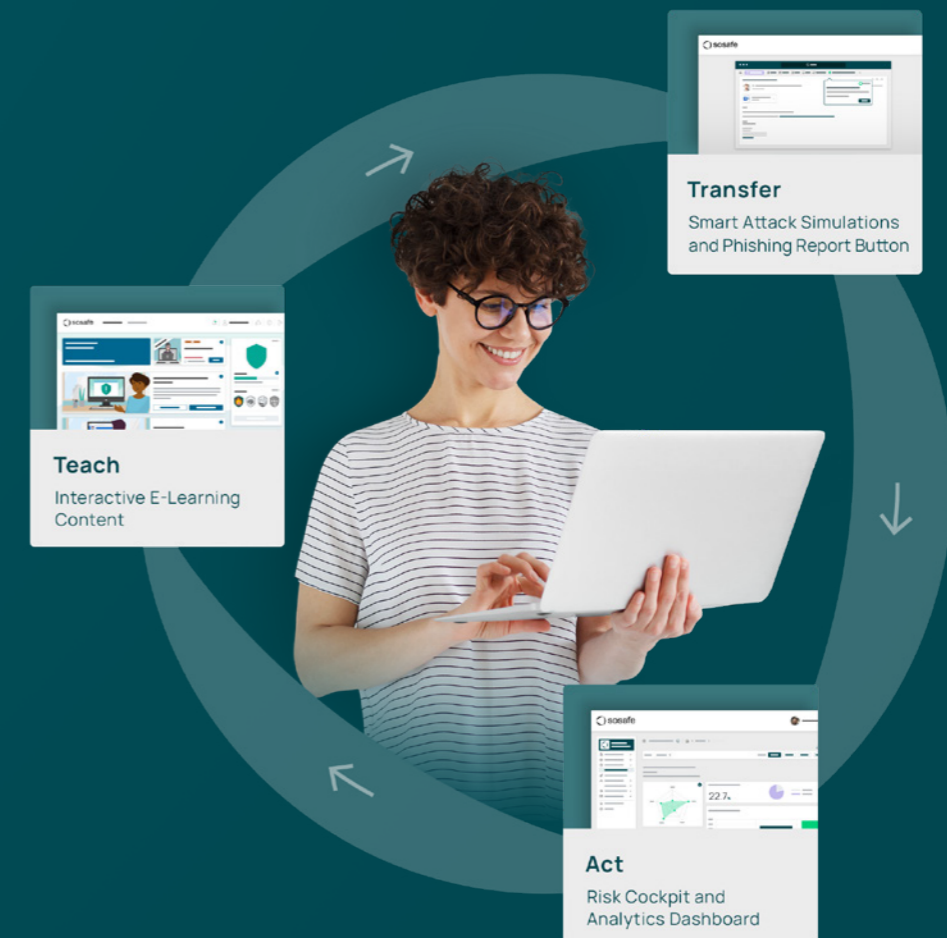 sosafe
Transfer
Smart Attack Simulations
and Phishing Report Button
sosafe
Teach
Interactive E-Learning
Content
sosafe
22.7%
Act
Risk Cockpit and
Analytics Dashboard